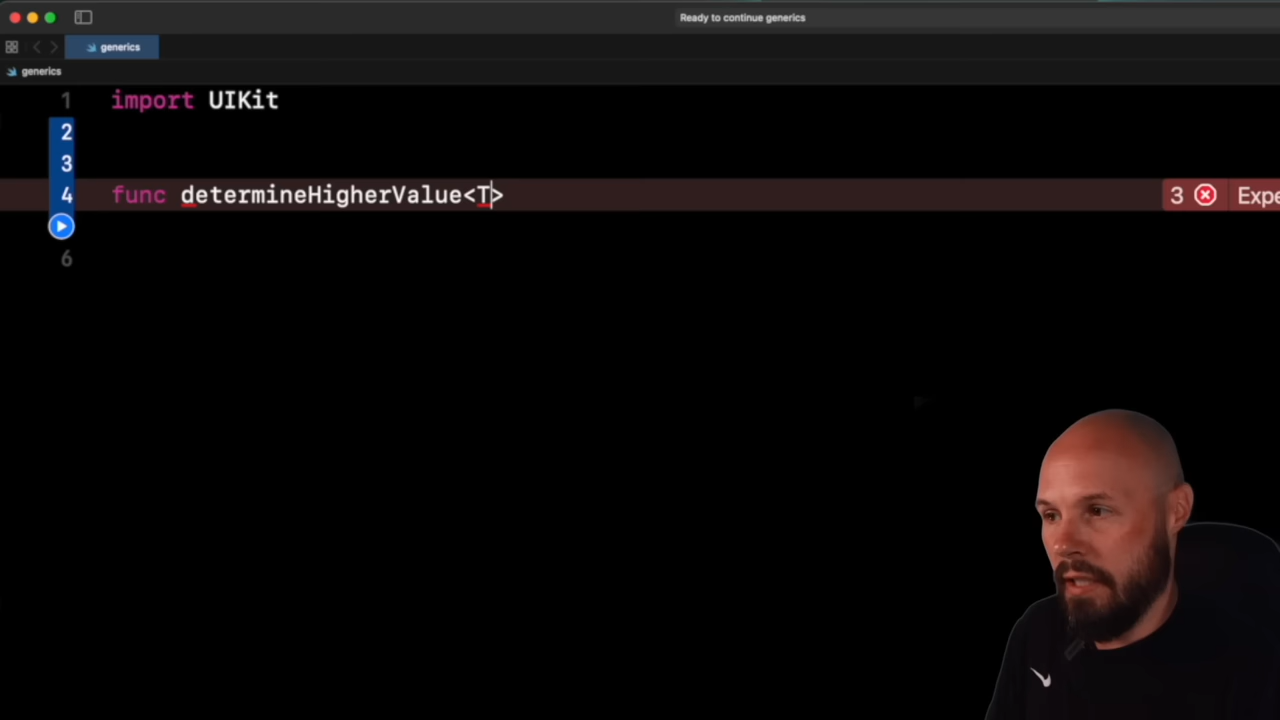 Ready to continue generics
generics
generics
1 import UIKit
2
3
4 func determineHigherValue<T> 3 Expe
6